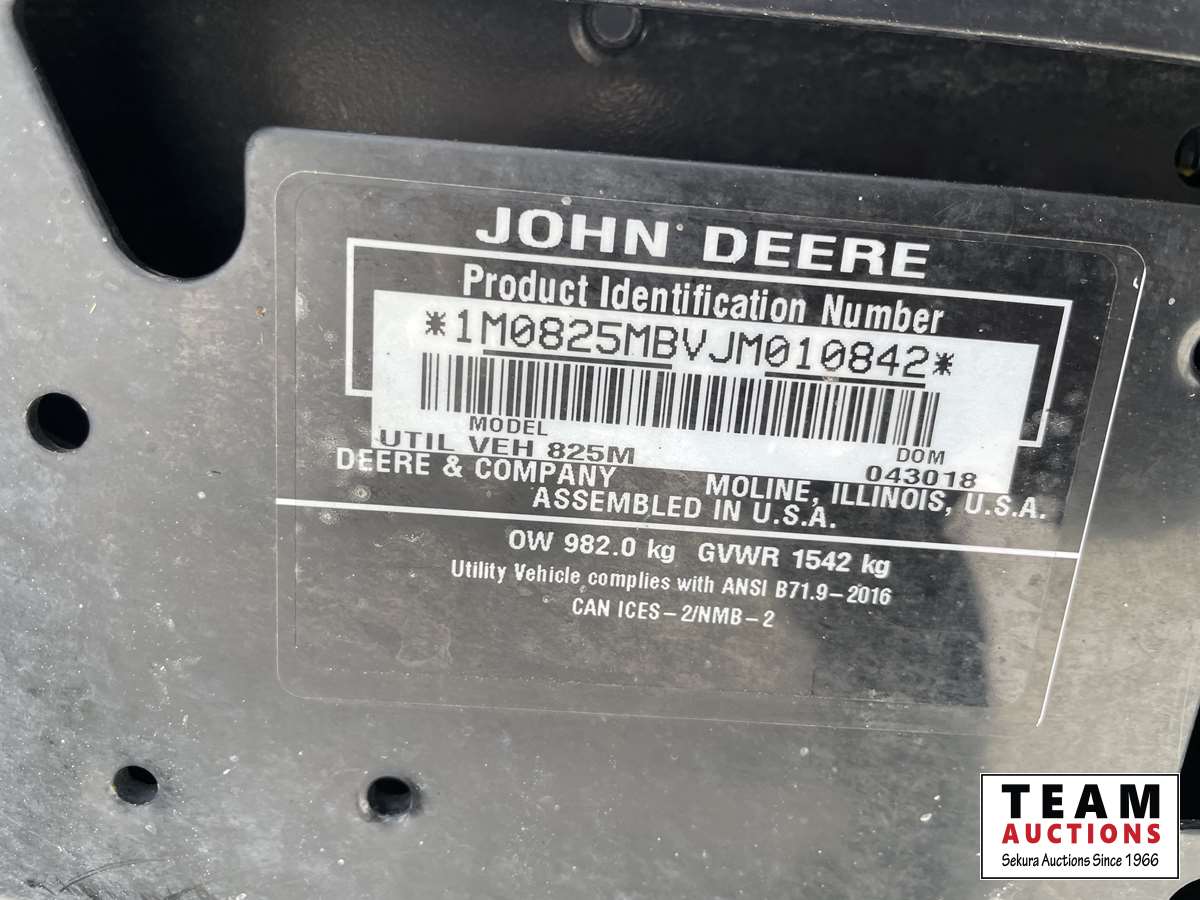 JOHN DEERE
Product Identification Number
*1M0825MBVJM010842*
MODEL
UTIL VEH 825M
DOM
043018
DEERE & COMPANY MOLINE, ILLINOIS, U.S.A.
ASSEMBLED IN U.S.A.
OW 982.0 kg GVWR 1542 kg
Utility Vehicle complies with ANSI B71.9-2016
CAN ICES-2/NMB-2
TEAM
AUCTIONS
Sekura Auctions Since 1966